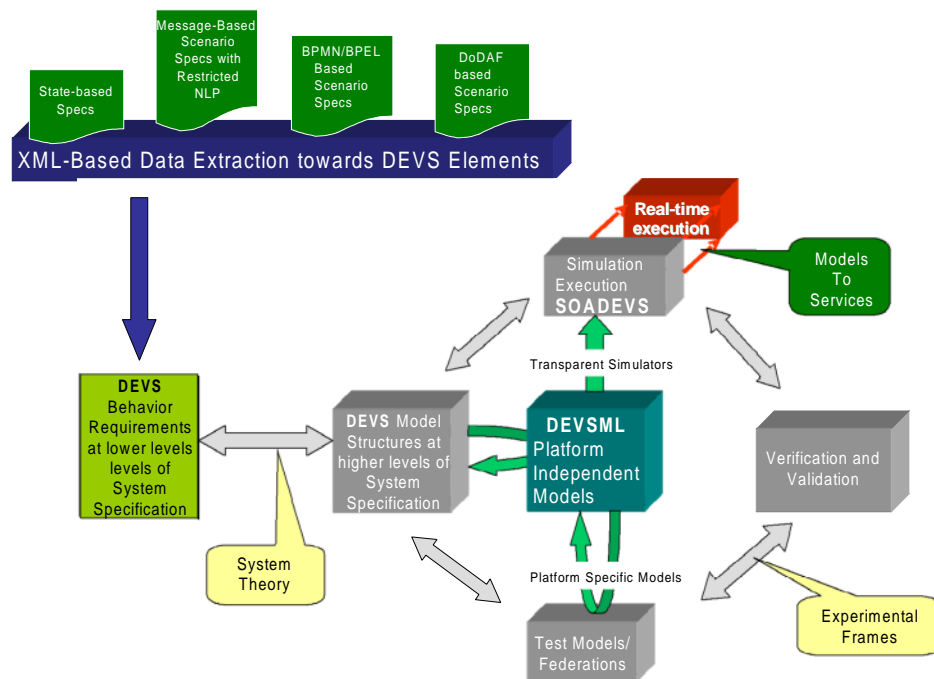 State-based
Specs
Message-Based
Scenario
Specs with
Restricted
NLP
BPMN/BPEL
Based
Scenario
Specs
DoDAF
based
Scenario
Specs
XML-Based Data Extraction towards DEVS Elements
Real-time
execution
Simulation
Execution
SOADEVS
Models
To
Services
Transparent Simulators
DEVS
Behavior
Requirements
at lower levels
levels of
System
Specification
DEVS Model
Structures at
higher levels of
System
Specification
DEVSML
Platform
Independent
Models
Verification and
Validation
System
Theory
Platform Specific Models
Experimental
Frames
Test Models/
Federations